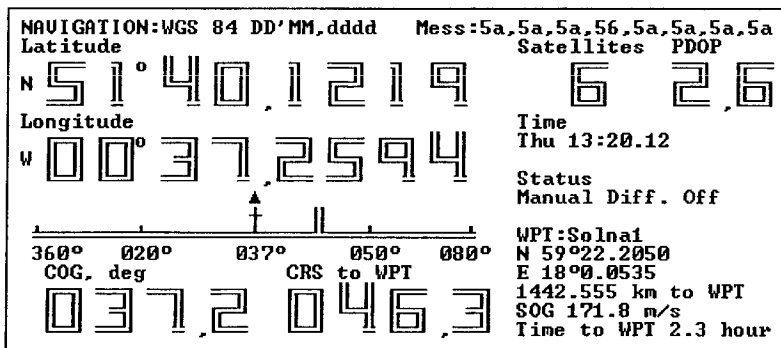 NAVIGATION:WGS 84 DD'MM,dddd Mess:5a,5a,5a,56,5a,5a,5a,5a
Latitude Satellites PDOP
N 51°40,1219 6 2,6
Longitude Time
W 00°37,2594 Thu 13:20.12
Status
Manual Diff. Off
360° 020° 037° 050° 080° WPT:Solna1
N 59°22.2050
COG, deg CRS to WPT E 18°0.0535
037,2 046,3 1442.555 km to WPT
SOG 171.8 m/s
Time to WPT 2.3 hour